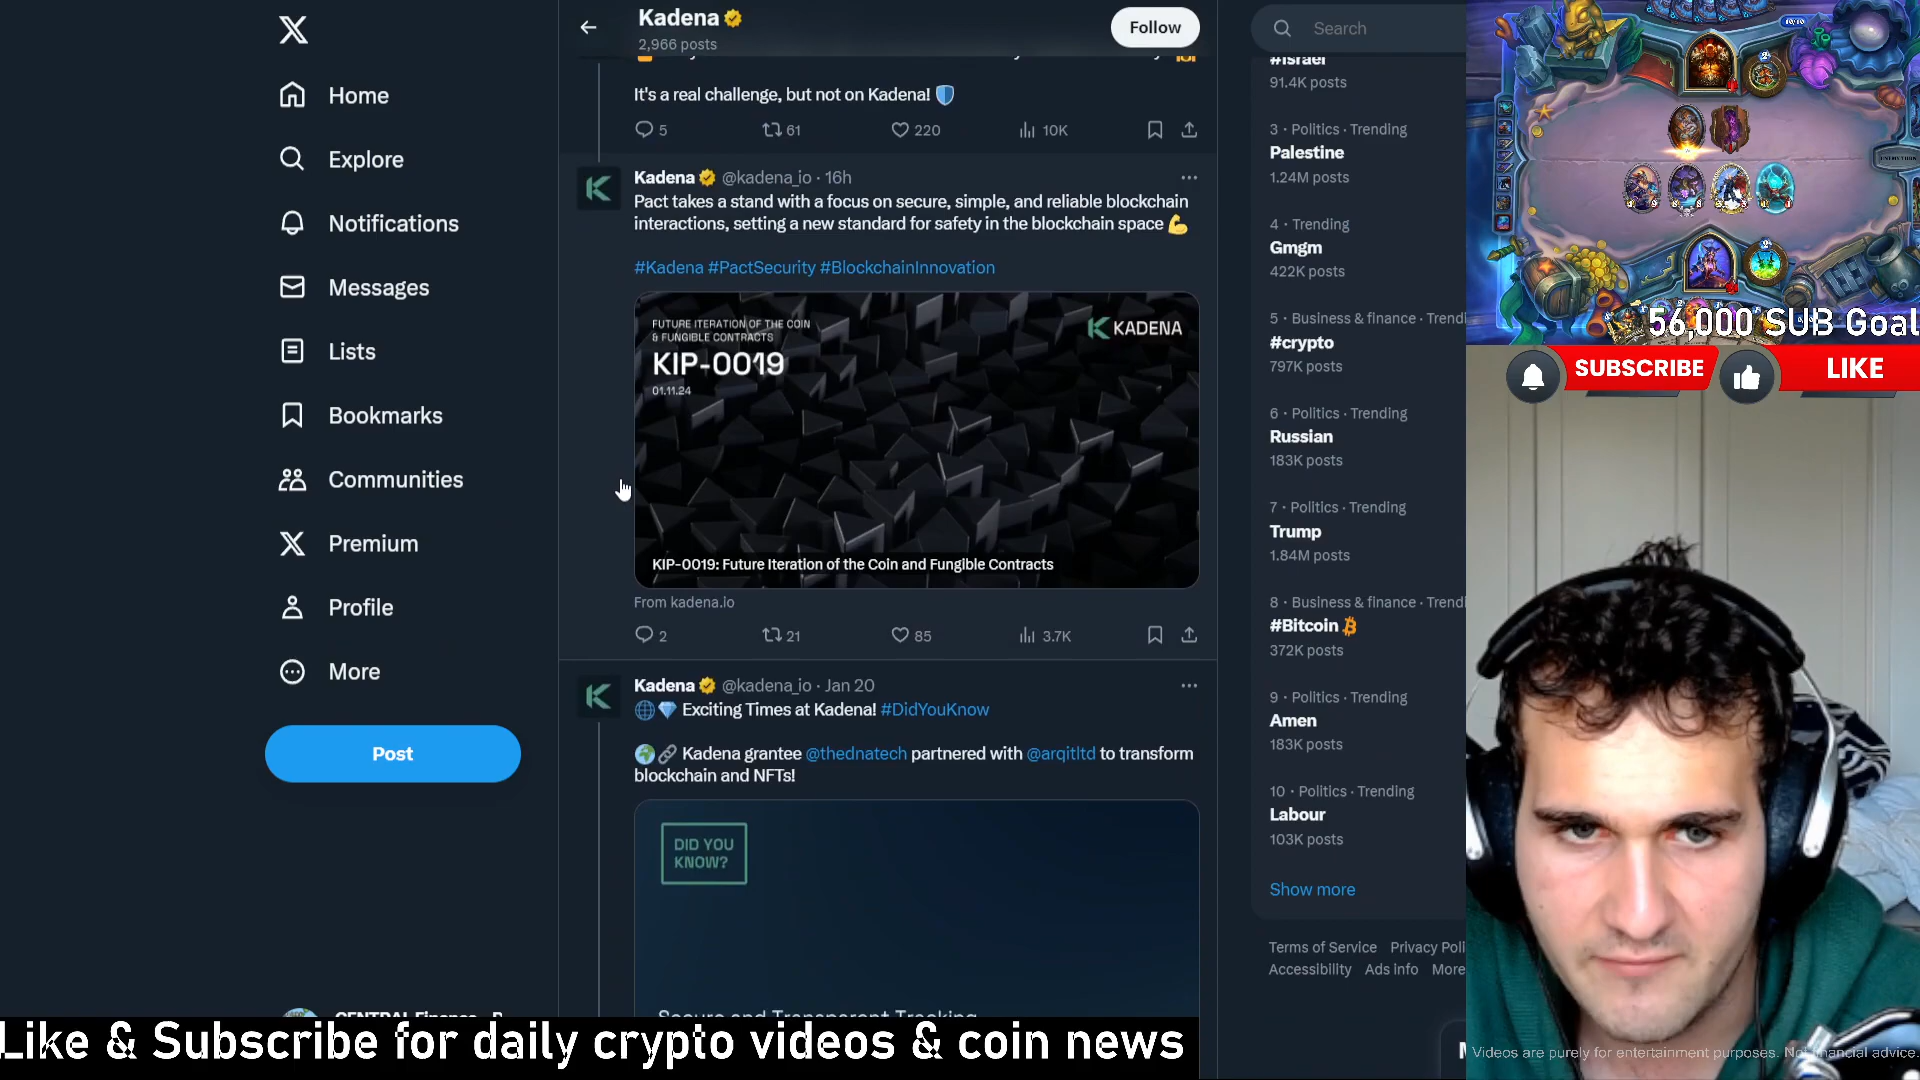 Home
Explore
Notifications
Messages
Lists
Bookmarks
Communities
Premium
Profile
More
Post
Kadena
2,966 posts
Follow
It's a real challenge, but not on Kadena! 🛡️
5 61 220 10K
Kadena @kadena_io · 16h
Pact takes a stand with a focus on secure, simple, and reliable blockchain
interactions, setting a new standard for safety in the blockchain space 💪
#Kadena #PactSecurity #BlockchainInnovation
FUTURE ITERATION OF THE COIN
& FUNGIBLE CONTRACTS
KIP-0019
01.11.24
KADENA
KIP-0019: Future Iteration of the Coin and Fungible Contracts
From kadena.io
2 21 85 3.7K
Kadena @kadena_io · Jan 20
🌐💎 Exciting Times at Kadena! #DidYouKnow
🌍🔗 Kadena grantee @thednatech partnered with @arqitltd to transform
blockchain and NFTs!
DID YOU
KNOW?
Secure and Transparent Tracking
Search
#Israel
91.4K posts
3 · Politics · Trending
Palestine
1.24M posts
4 · Trending
Gmgm
422K posts
5 · Business & finance · Trendi
#crypto
797K posts
6 · Politics · Trending
Russian
183K posts
7 · Politics · Trending
Trump
1.84M posts
8 · Business & finance · Trendi
#Bitcoin
372K posts
9 · Politics · Trending
Amen
183K posts
10 · Politics · Trending
Labour
103K posts
Show more
Terms of Service Privacy Poli
Accessibility Ads info More
56,000 SUB Goal
SUBSCRIBE
LIKE
Like & Subscribe for daily crypto videos & coin news
Videos are purely for entertainment purposes. Not financial advice.